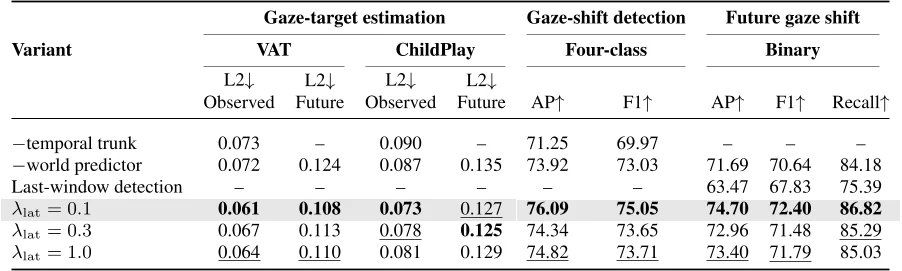 Gaze-target estimation Gaze-shift detection Future gaze shift
Variant VAT ChildPlay Four-class Binary
L2↓ L2↓ L2↓ L2↓
Observed Future Observed Future AP↑ F1↑ AP↑ F1↑ Recall↑
−temporal trunk 0.073 – 0.090 – 71.25 69.97 – – –
−world predictor 0.072 0.124 0.087 0.135 73.92 73.03 71.69 70.64 84.18
Last-window detection – – – – – – 63.47 67.83 75.39
λlat = 0.1 0.061 0.108 0.073 0.127 76.09 75.05 74.70 72.40 86.82
λlat = 0.3 0.067 0.113 0.078 0.125 74.34 73.65 72.96 71.48 85.29
λlat = 1.0 0.064 0.110 0.081 0.129 74.82 73.71 73.40 71.79 85.03